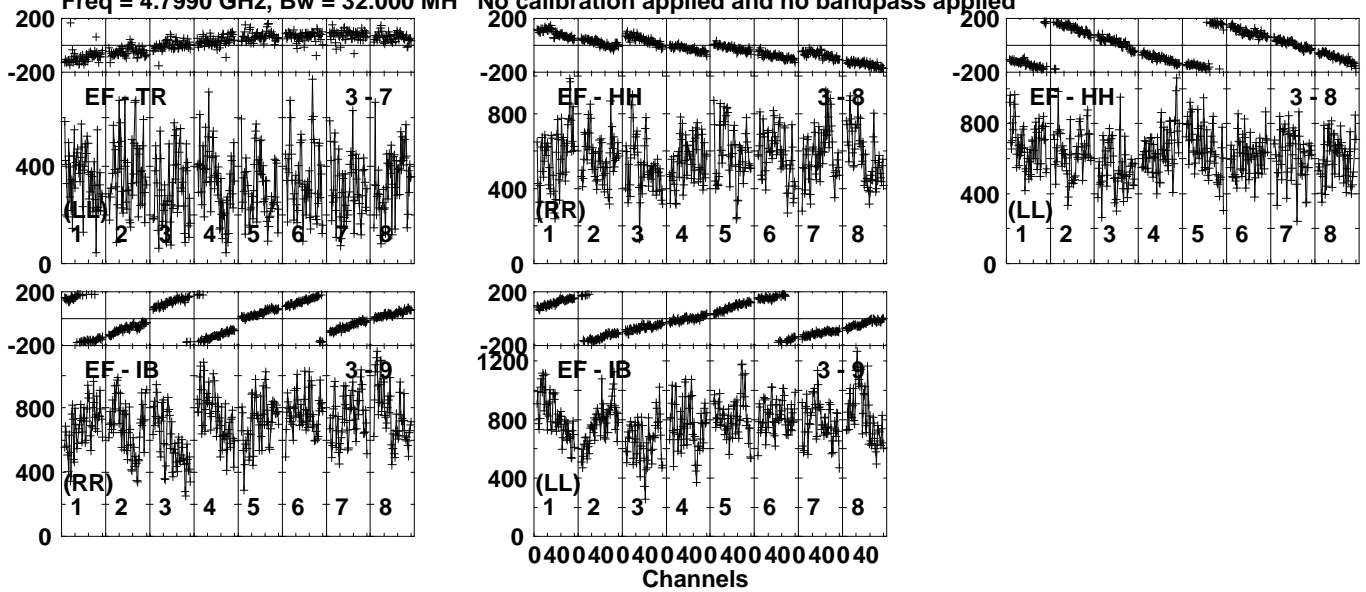 Freq = 4.7990 GHz, Bw = 32.000 MH No calibration applied and no bandpass applied
200
-200
EF - TR 3 - 7
800
400
0
(LL)
1 2 3 4 5 6 7 8
200
-200
EF - HH 3 - 8
800
400
0
(RR)
1 2 3 4 5 6 7 8
200
-200
EF - HH 3 - 8
800
400
0
(LL)
1 2 3 4 5 6 7 8
200
-200
EF - IB 3 - 9
800
400
0
(RR)
1 2 3 4 5 6 7 8
200
-200
1200
EF - IB 3 - 9
800
400
0
(LL)
1 2 3 4 5 6 7 8
0 40 0 40 0 40 0 40 0 40 0 40 0 40 0 40
Channels